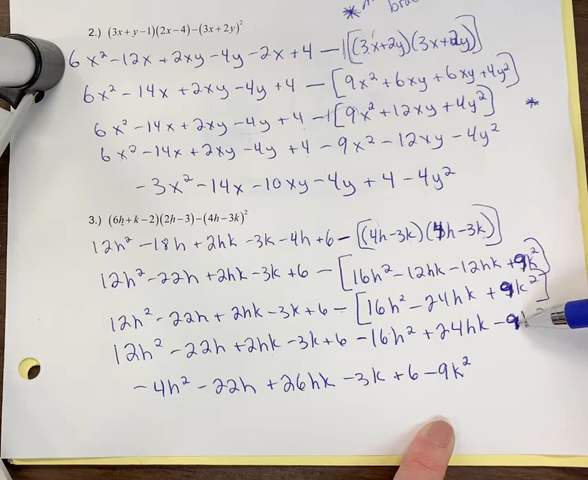 brac
2.) (3x+y−1)(2x−4)−(3x+2y)²
6x²−12x+2xy−4y−2x+4 −1[(3x+2y)(3x+2y)]
6x²−14x+2xy−4y+4 −[9x²+6xy+6xy+4y²]
6x²−14x+2xy−4y+4 −1[9x²+12xy+4y²] *
6x²−14x+2xy−4y+4−9x²−12xy−4y²
−3x²−14x−10xy−4y+4−4y²
3.) (6h+k−2)(2h−3)−(4h−3k)²
12h²−18h+2hk−3k−4h+6−[(4h−3k)(4h−3k)]
12h²−22h+2hk−3k+6−[16h²−12hk−12hk+9k²]
12h²−22h+2hk−3k+6−[16h²−24hk+9k²]
12h²−22h+2hk−3k+6−16h²+24hk−9k²
−4h²−22h+26hk−3k+6−9k²